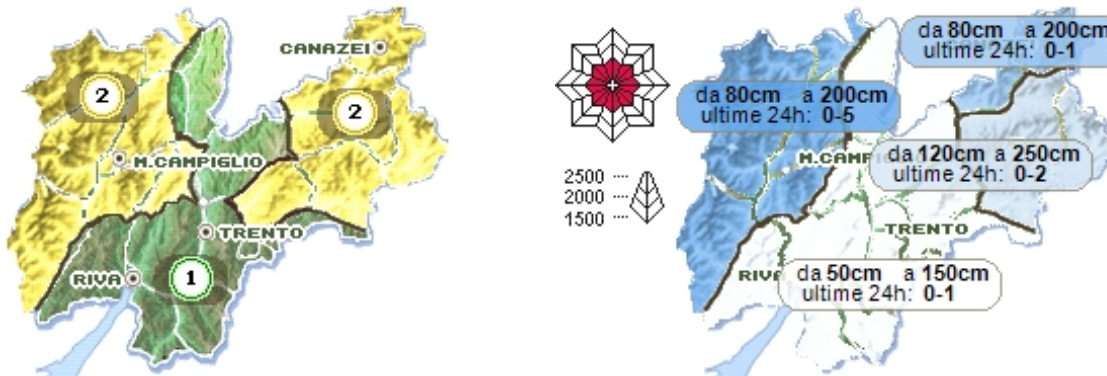 CANAZEI
2
2
M.CAMPIGLIO
TRENTO
RIVA
1
da 80cm a 200cm
ultime 24h: 0-1
da 80cm a 200cm
ultime 24h: 0-5
M.CAMP
da 120cm a 250cm
ultime 24h: 0-2
2500
2000
1500
TRENTO
RIVA
da 50cm a 150cm
ultime 24h: 0-1